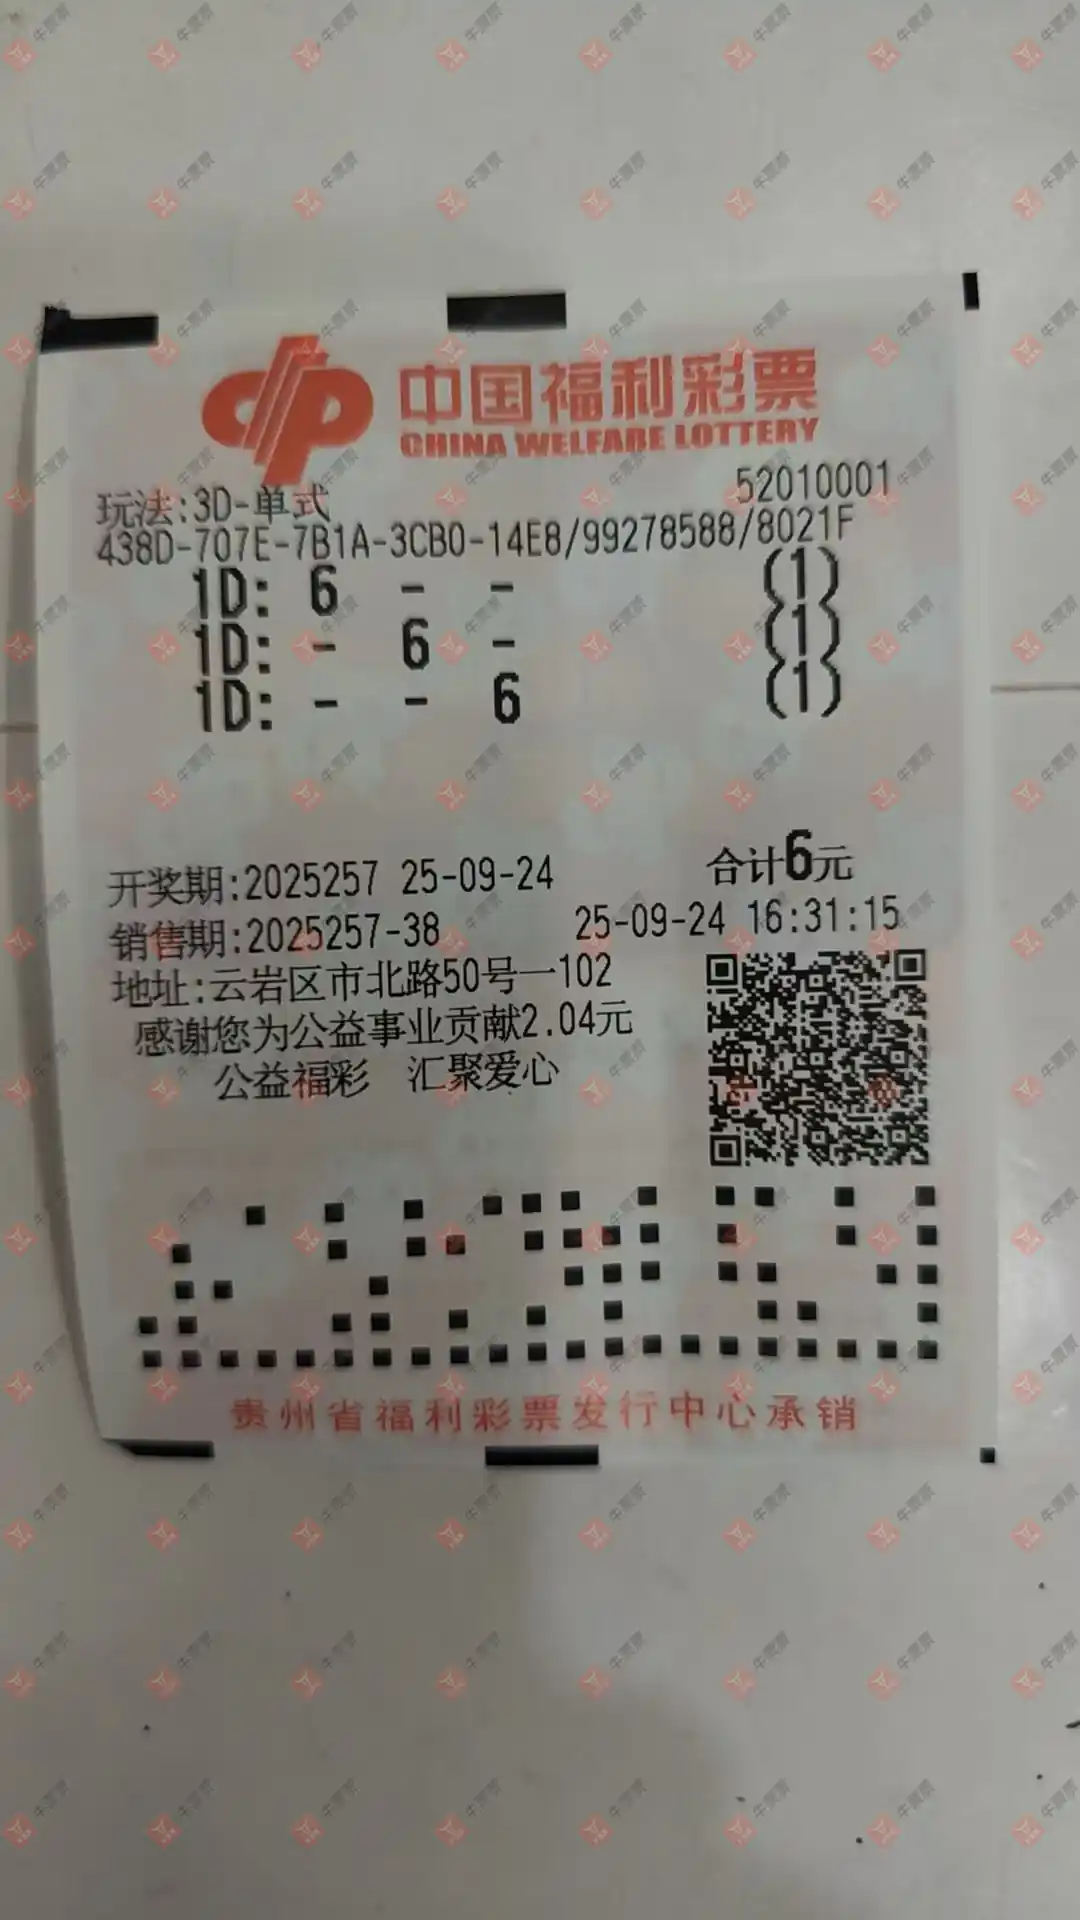 中国福利彩票
CHINA WELFARE LOTTERY
52010001
玩法:3D-单式
438D-707E-7B1A-3CB0-14E8/99278588/8021F
1D: 6 - - (1)
1D: - 6 - (1)
1D: - - 6 (1)
合计6元
开奖期:2025257 25-09-24
销售期:2025257-38 25-09-24 16:31:15
地址:云岩区市北路50号一102
感谢您为公益事业贡献2.04元
公益福彩 汇聚爱心
贵州省福利彩票发行中心承销